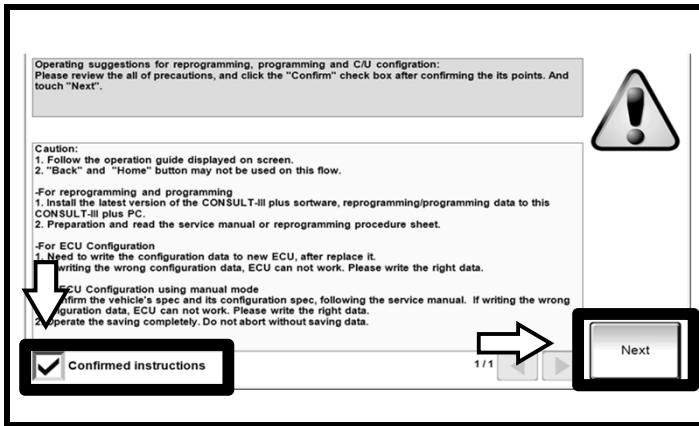 Operating suggestions for reprogramming, programming and C/U configration:
Please review the all of precautions, and click the "Confirm" check box after confirming the its points. And
touch "Next".
Caution:
1. Follow the operation guide displayed on screen.
2. "Back" and "Home" button may not be used on this flow.
-For reprogramming and programming
1. Install the latest version of the CONSULT-III plus sortware, reprogramming/programming data to this
CONSULT-III plus PC.
2. Preparation and read the service manual or reprogramming procedure sheet.
-For ECU Configuration
1. Need to write the configuration data to new ECU, after replace it.
writing the wrong configuration data, ECU can not work. Please write the right data.
ECU Configuration using manual mode
the vehicle's spec and its configuration spec, following the service manual. If writing the wrong
data, ECU can not work. Please write the right data.
2. Operate the saving completely. Do not abort without saving data.
Confirmed instructions
1/1
Next